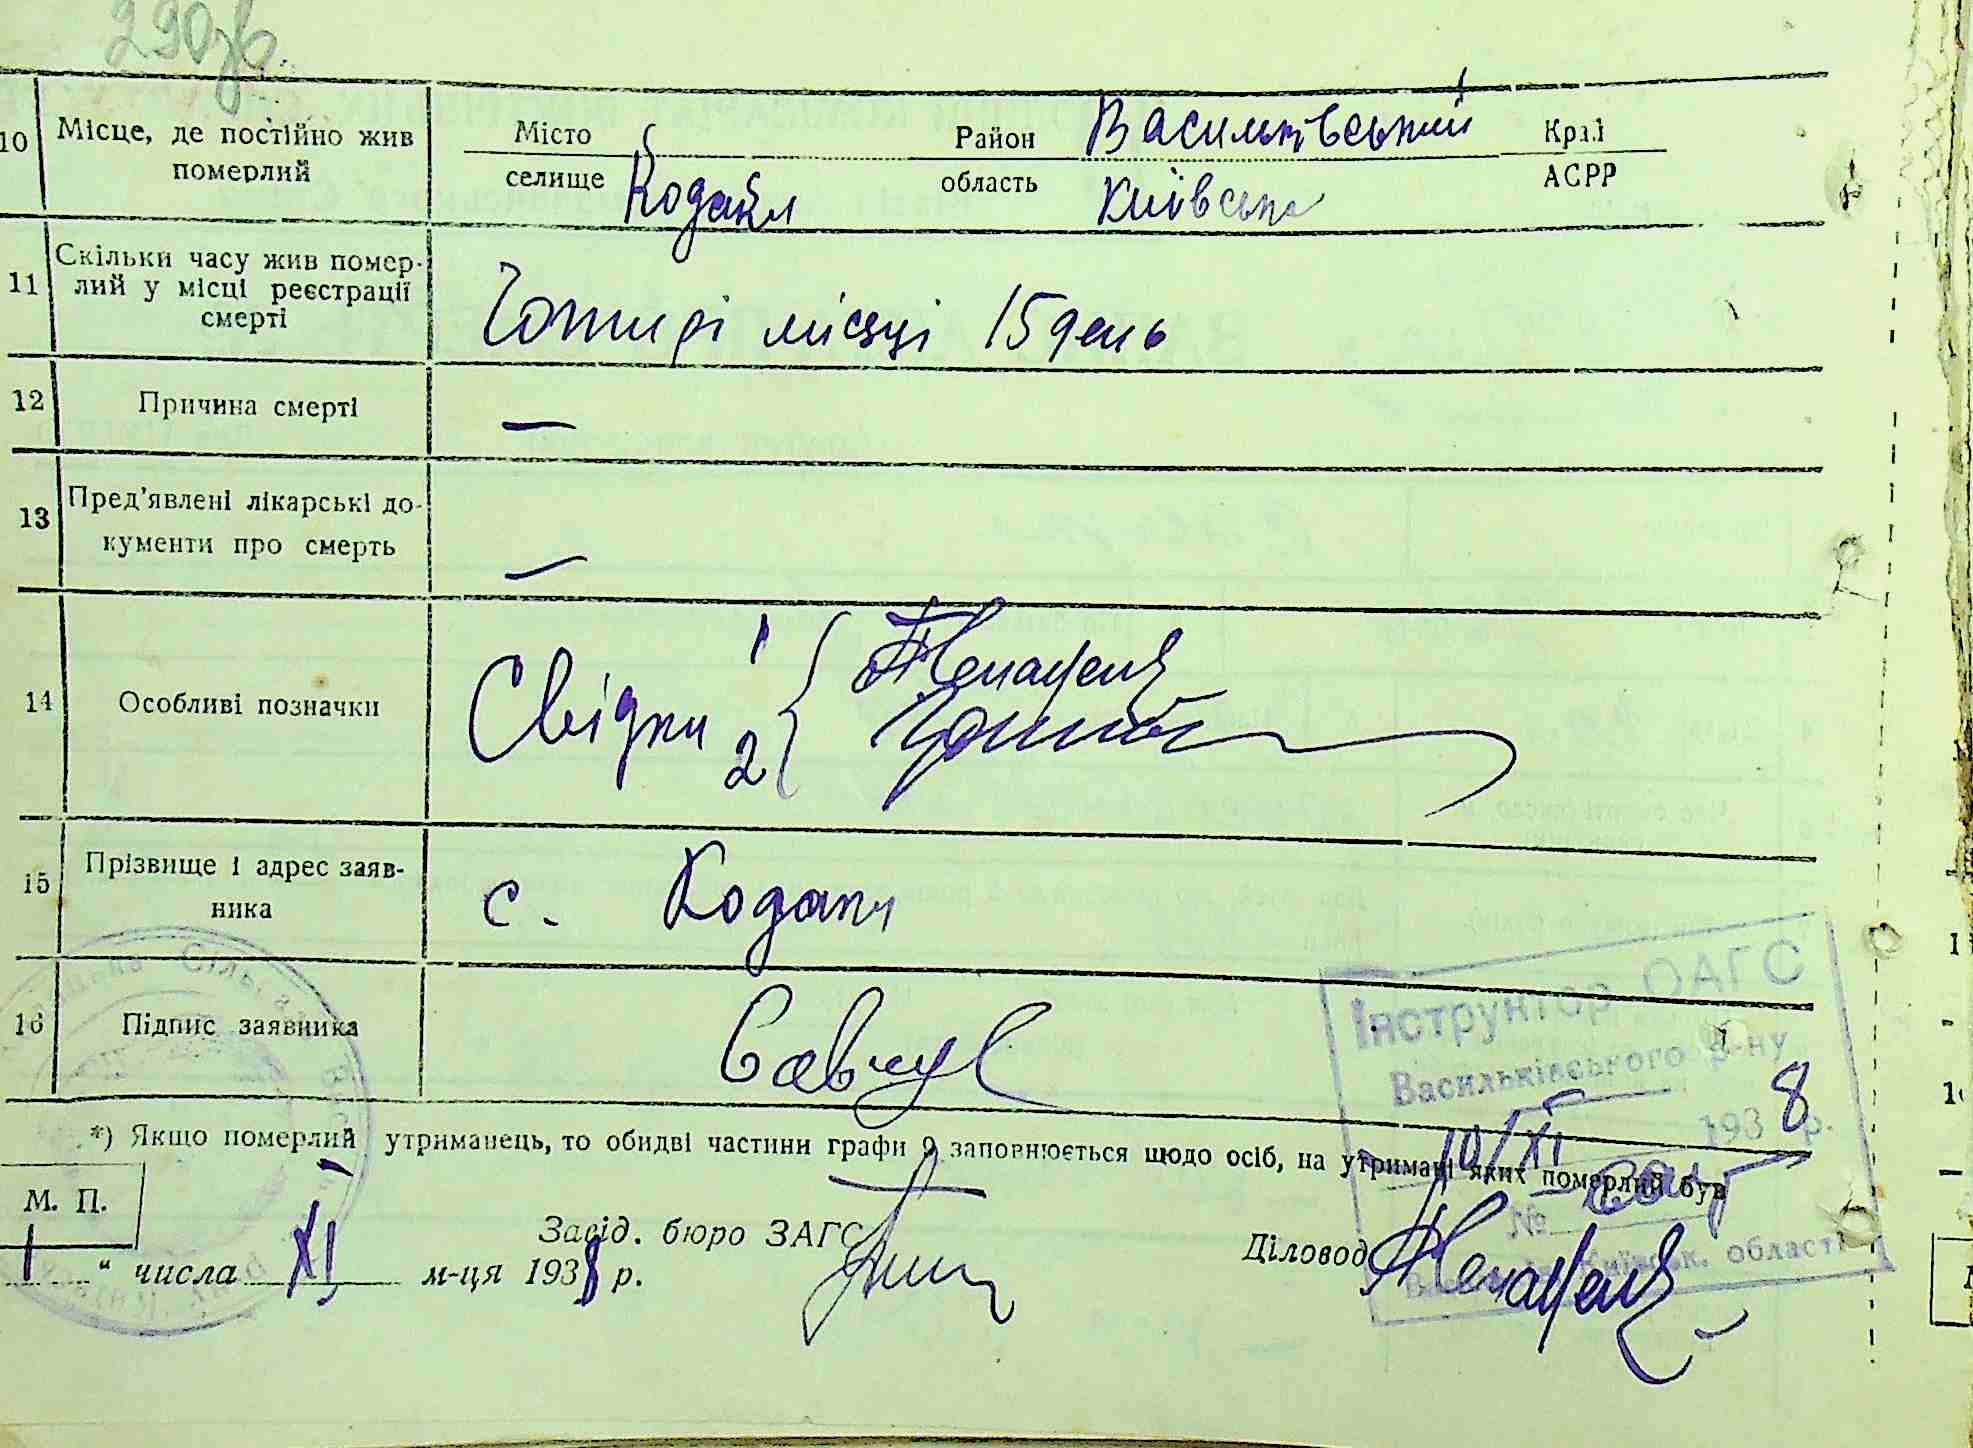 290зв.
10 Місце, де постійно жив померлий
Місто селище Кодаки Район Васильківський область Київська Край АСРР
11 Скільки часу жив померлий у місці реєстрації смерті
Чотирі місяці 15 день
12 Причина смерті —
13 Пред'явлені лікарські документи про смерть —
14 Особливі позначки
Свідки 1
2
15 Прізвище і адрес заявника
с. Кодаки
16 Підпис заявника
Савчук
*) Якщо померлий утриманець, то обидві частини графи 9 заповнюється щодо осіб, на утримані яких померлий був
М. П.
Завід. бюро ЗАГС
Діловод
1 “ числа XI м-ця 1938 р.
Інструктор ОАГС
Васильківського р-ну
10/XI 1938 р.
№
Київськ. області